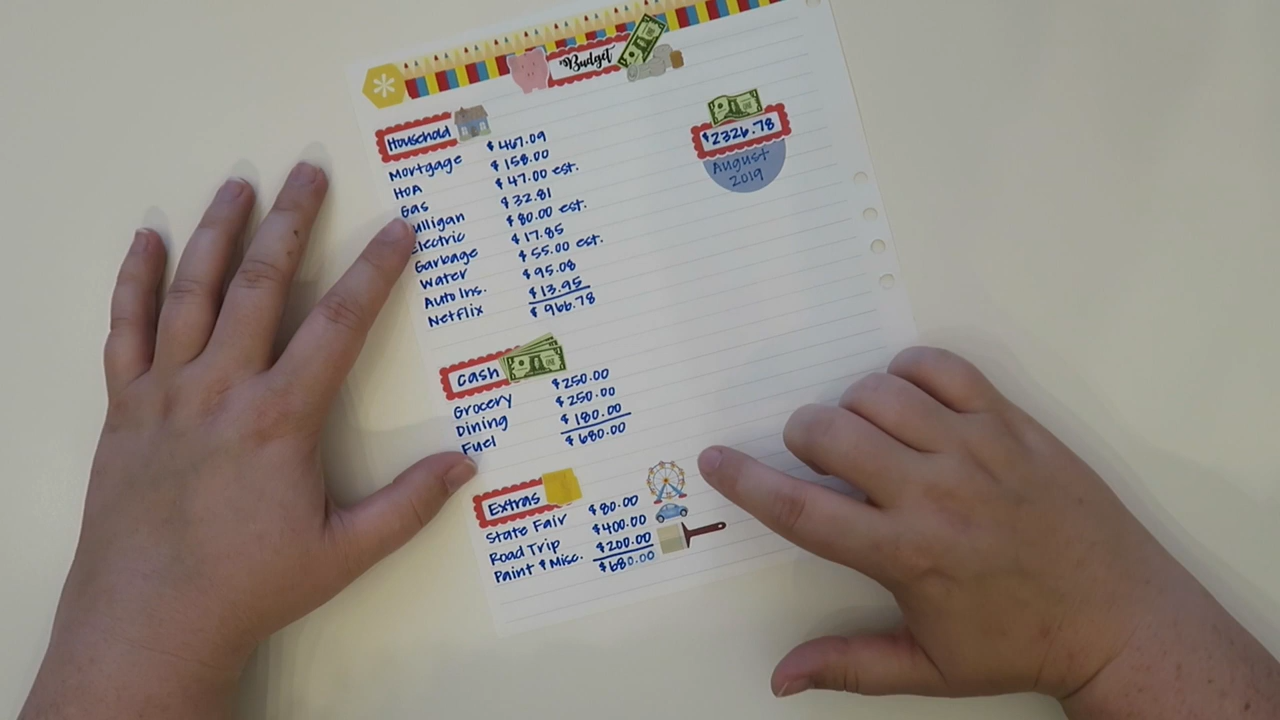 Budget
$2326.78
August
2019
Household
Mortgage $467.09
HOA $158.00
Gas $47.00 est.
ulligan $32.81
Electric $80.00 est.
Garbage $17.85
Water $55.00 est.
Auto Ins. $95.08
Netflix $13.95
$966.78
Cash
Grocery $250.00
Dining $250.00
Fuel $180.00
$680.00
Extras
State Fair $80.00
Road Trip $400.00
Paint & Misc. $200.00
$680.00